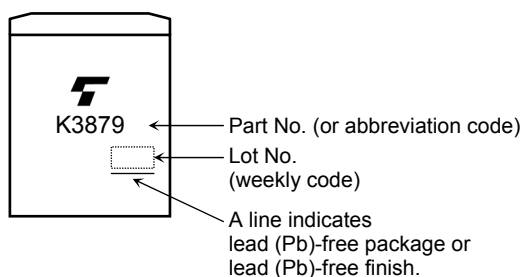 K3879
Part No. (or abbreviation code)
Lot No.
(weekly code)
A line indicates
lead (Pb)-free package or
lead (Pb)-free finish.